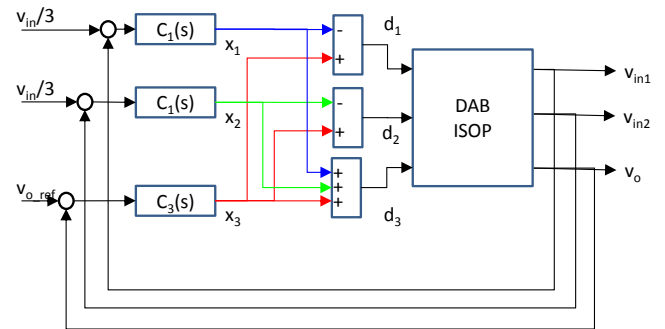 v_in/3
C_1(s)
x_1
-
+
d_1
v_in/3
C_1(s)
x_2
-
+
d_2
v_o_ref
C_3(s)
x_3
+
+
+
d_3
DAB
ISOP
v_in1
v_in2
v_o